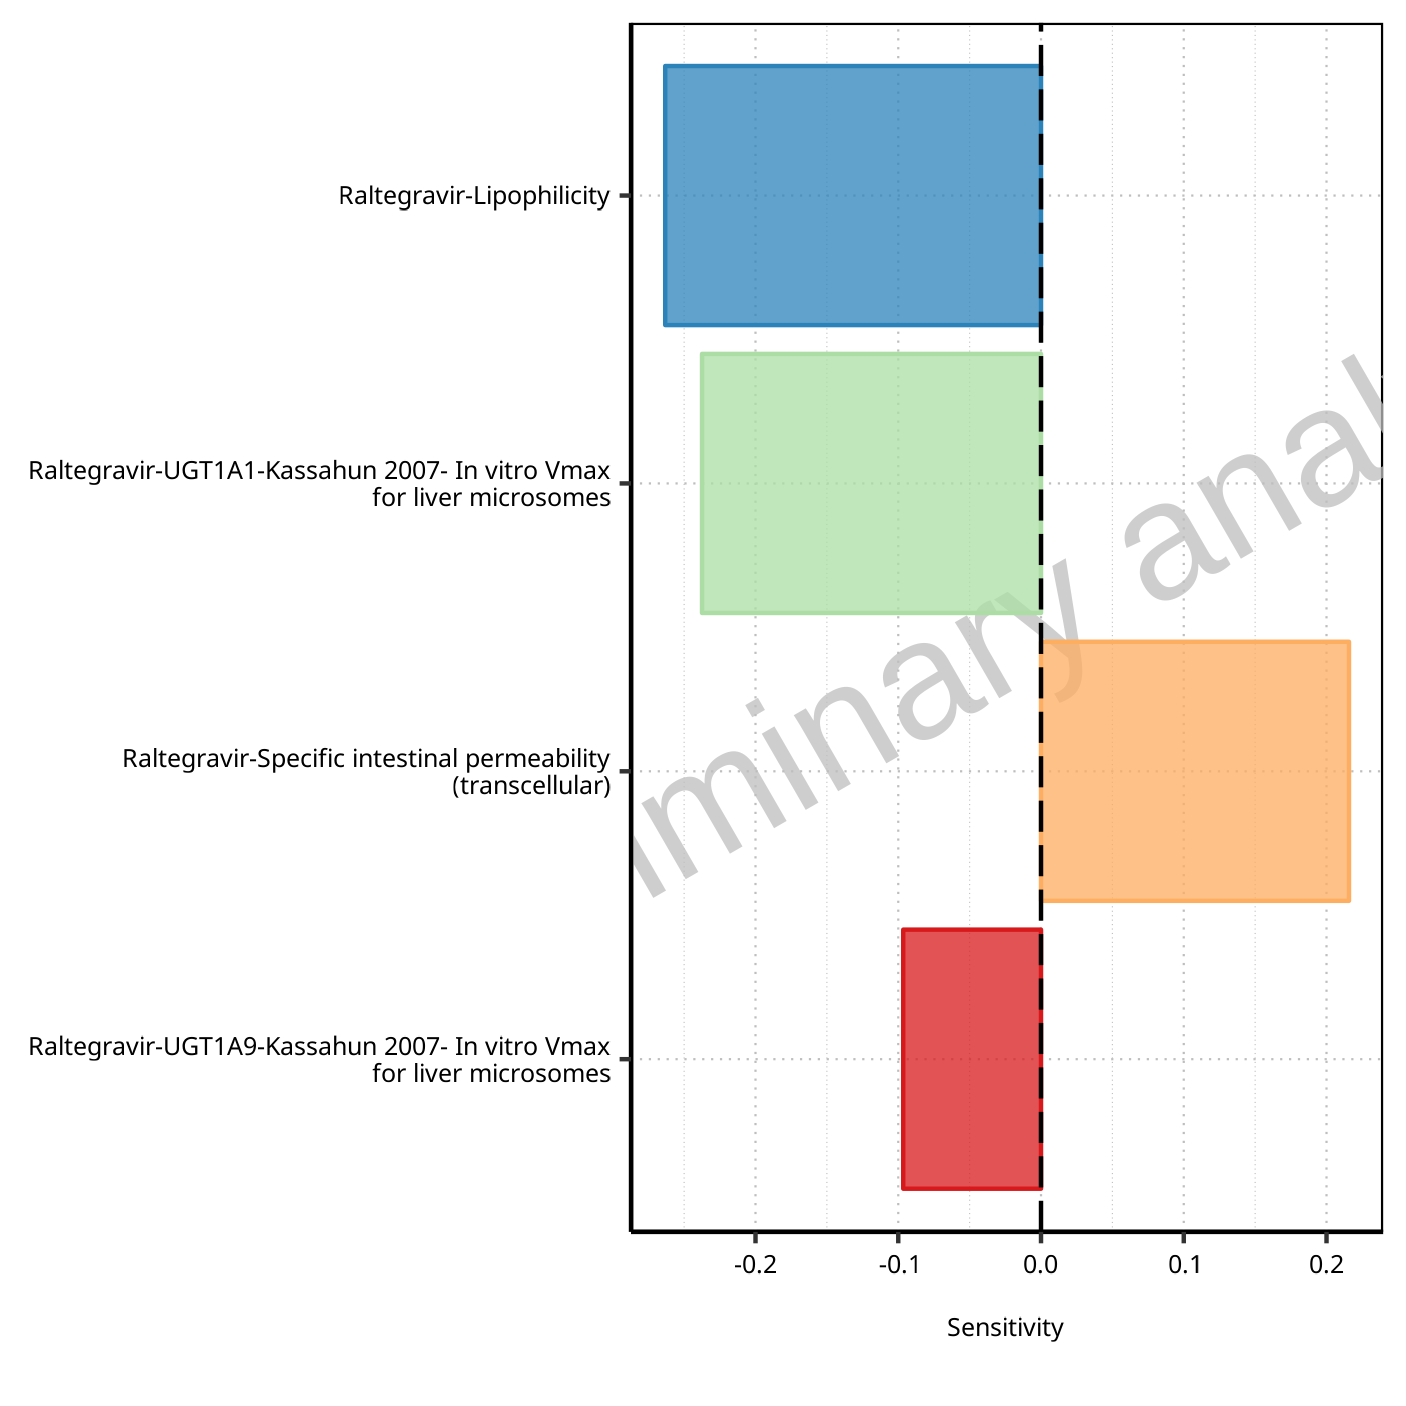 Raltegravir-Lipophilicity
Raltegravir-UGT1A1-Kassahun 2007- In vitro Vmax
for liver microsomes
Raltegravir-Specific intestinal permeability
(transcellular)
Raltegravir-UGT1A9-Kassahun 2007- In vitro Vmax
for liver microsomes
minary anal
-0.2 -0.1 0.0 0.1 0.2
Sensitivity